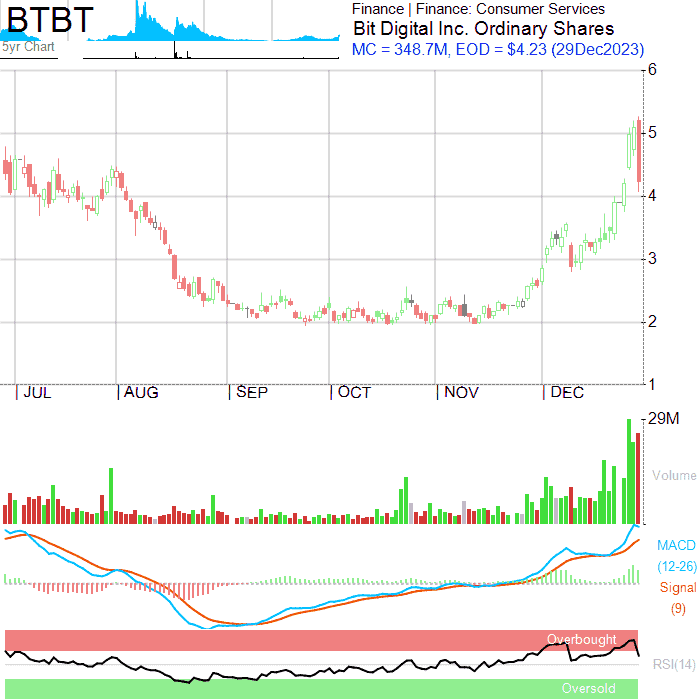 BTBT
5yr Chart
Finance | Finance: Consumer Services
Bit Digital Inc. Ordinary Shares
MC = 348.7M, EOD = $4.23 (29Dec2023)
6
5
4
3
2
1
JUL AUG SEP OCT NOV DEC
29M
Volume
MACD
(12-26)
Signal
(9)
Overbought
RSI(14)
Oversold